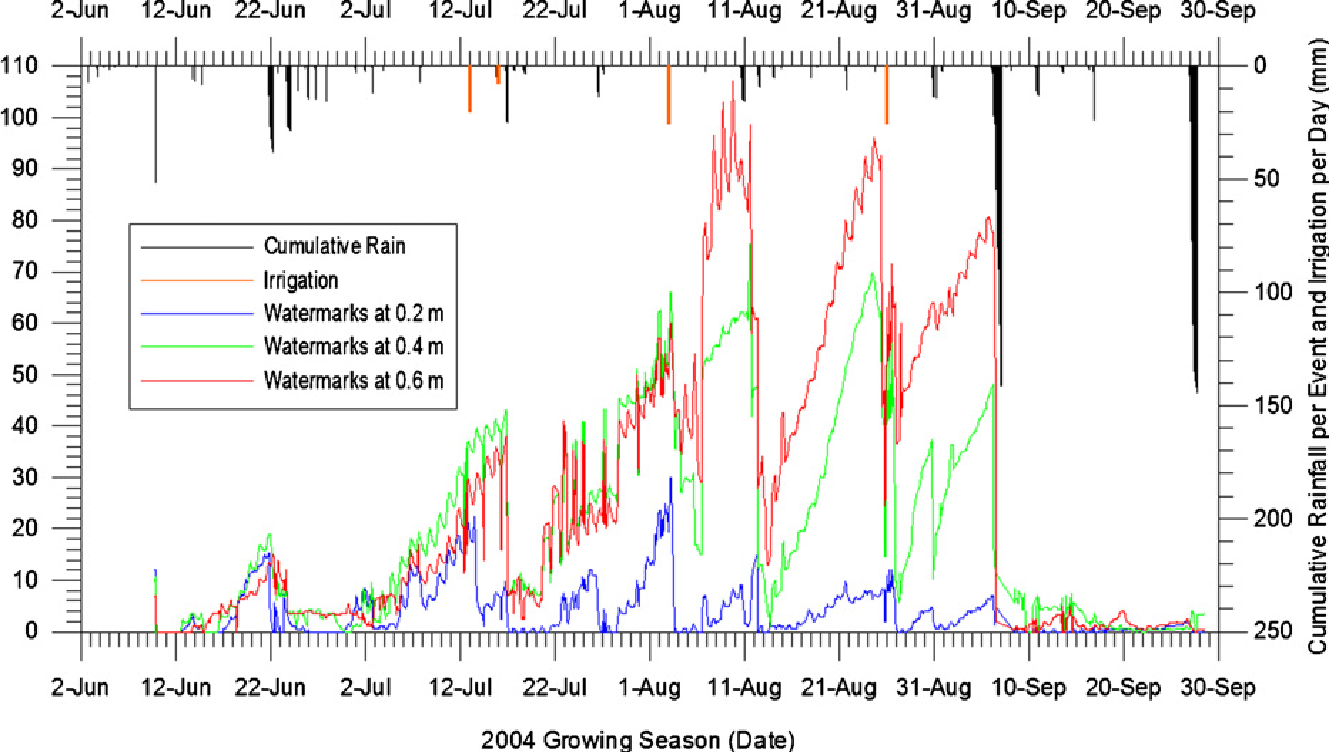 2-Jun 12-Jun 22-Jun 2-Jul 12-Jul 22-Jul 1-Aug 11-Aug 21-Aug 31-Aug 10-Sep 20-Sep 30-Sep
110
100
90
80
70
60
50
40
30
20
10
0
Cumulative Rain
Irrigation
Watermarks at 0.2 m
Watermarks at 0.4 m
Watermarks at 0.6 m
0
50
100
150
200
250
Cumulative Rainfall per Event and Irrigation per Day (mm)
2-Jun 12-Jun 22-Jun 2-Jul 12-Jul 22-Jul 1-Aug 11-Aug 21-Aug 31-Aug 10-Sep 20-Sep 30-Sep
2004 Growing Season (Date)